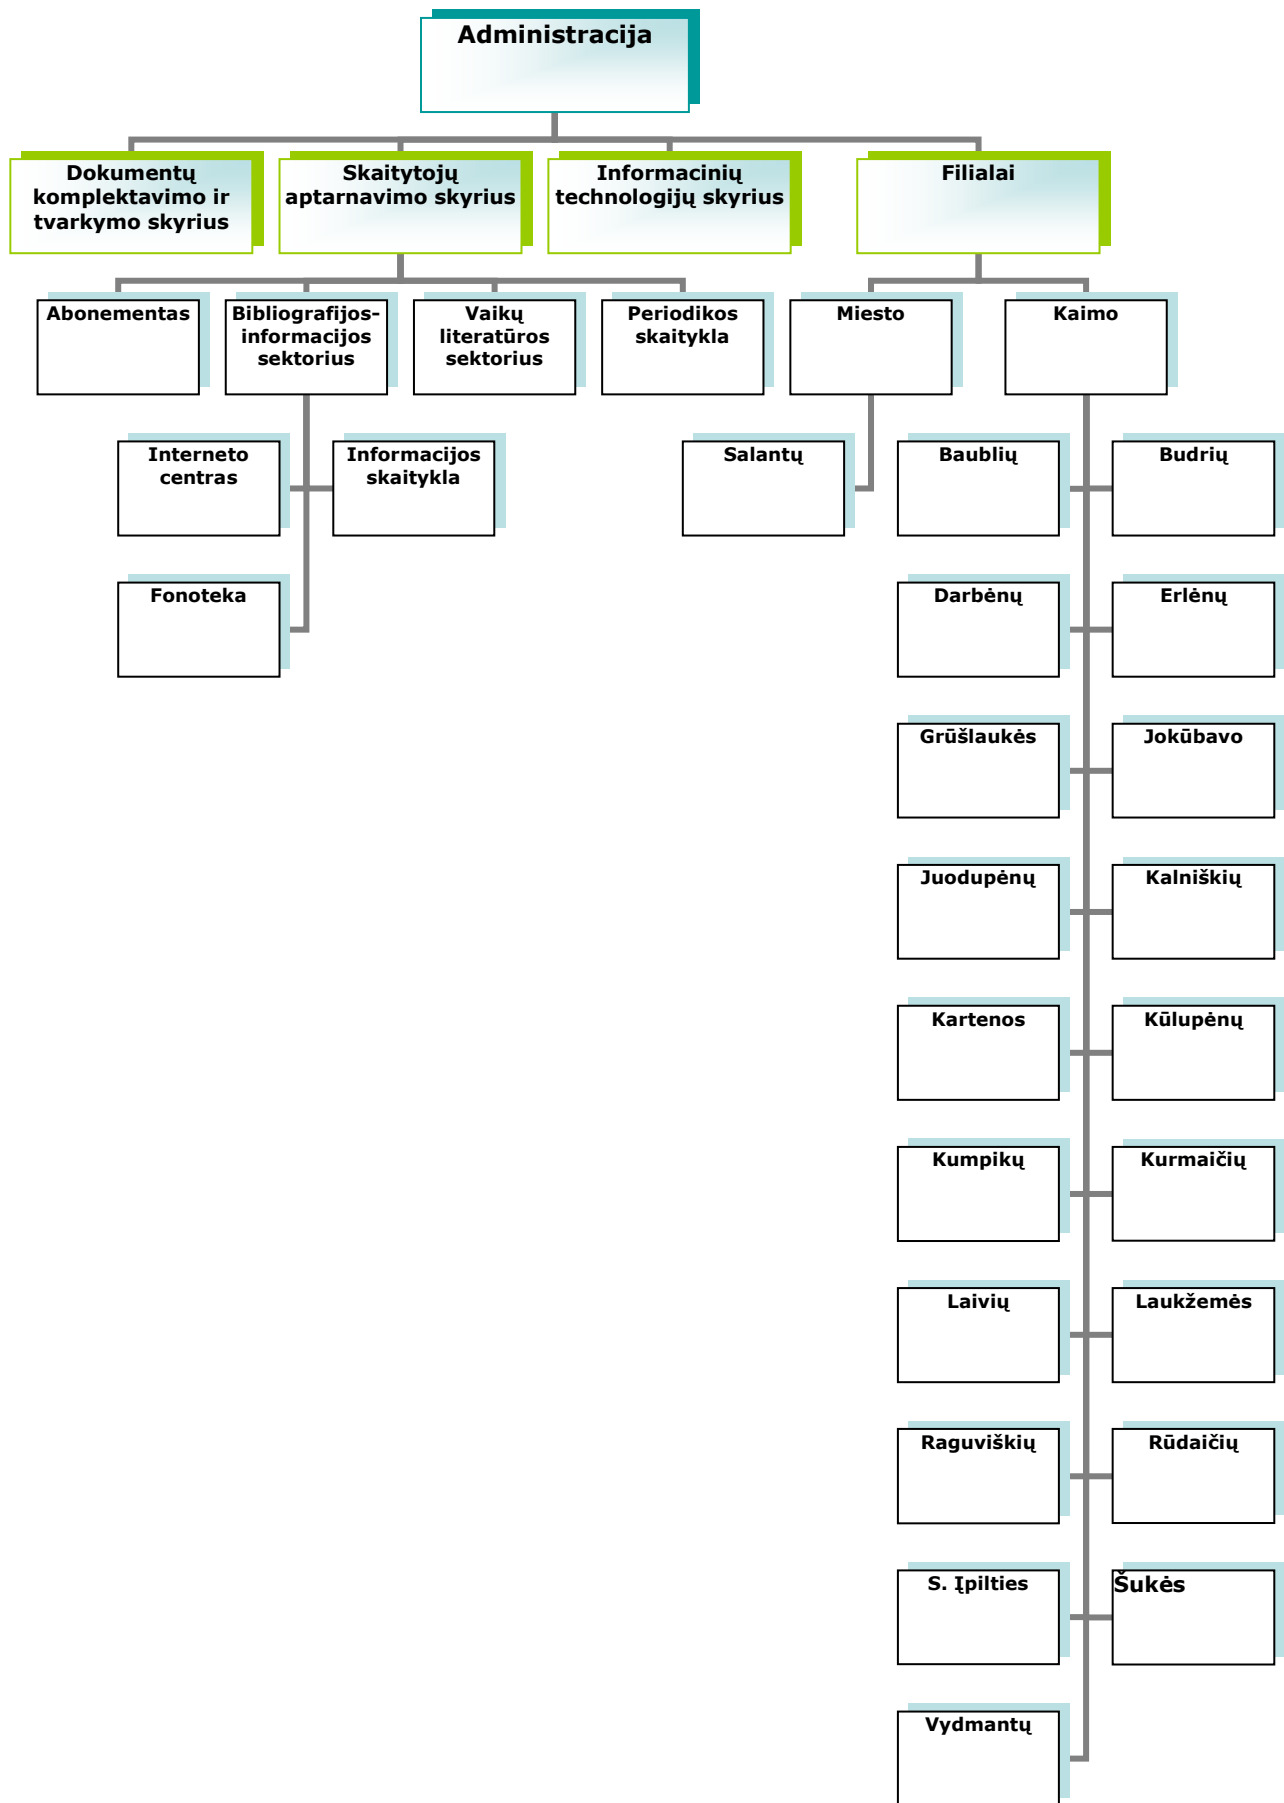 Administracija
Dokumentų
komplektavimo ir
tvarkymo skyrius
Skaitytojų
aptarnavimo skyrius
Informacinių
technologijų skyrius
Filialai
Abonementas
Bibliografijos-
informacijos
sektorius
Vaikų
literatūros
sektorius
Periodikos
skaitykla
Miesto
Kaimo
Interneto
centras
Informacijos
skaitykla
Salantų
Baublių
Budrių
Fonoteka
Darbėnų
Erlėnų
Grūšlaukės
Jokūbavo
Juodupėnų
Kalniškių
Kartenos
Kūlupėnų
Kumpikų
Kurmaičių
Laivių
Laukžemės
Raguviškių
Rūdaičių
S. Įpilties
Šukės
Vydmantų